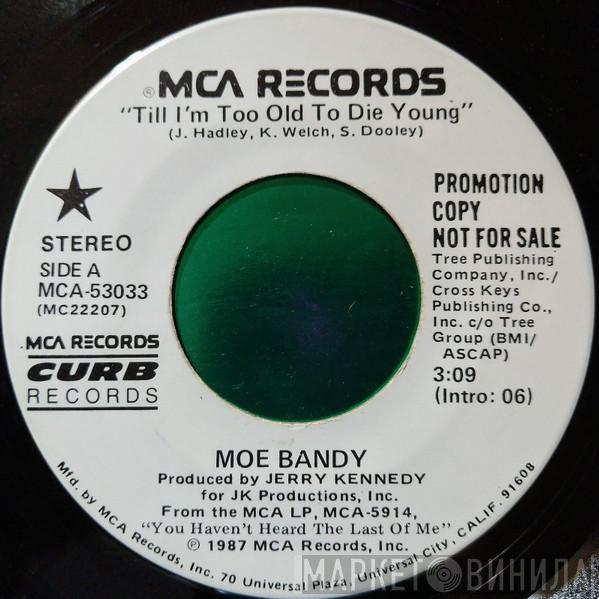 ® MCA RECORDS
"Till I'm Too Old To Die Young"
(J. Hadley, K. Welch, S. Dooley)
STEREO
SIDE A
MCA-53033
(MC22207)
MCA RECORDS
CURB
RECORDS
PROMOTION
COPY
NOT FOR SALE
Tree Publishing
Company, Inc./
Cross Keys
Publishing Co.,
Inc. c/o Tree
Group (BMI/
ASCAP)
3:09
(Intro: 06)
MOE BANDY
Produced by JERRY KENNEDY
for JK Productions, Inc.
From the MCA LP, MCA-5914,
"You Haven't Heard The Last Of Me"
℗ 1987 MCA Records, Inc.
Mfd. by MCA Records, Inc. 70 Universal Plaza, Universal City, CALIF. 91608
МАРКЕТ ВИНИЛА